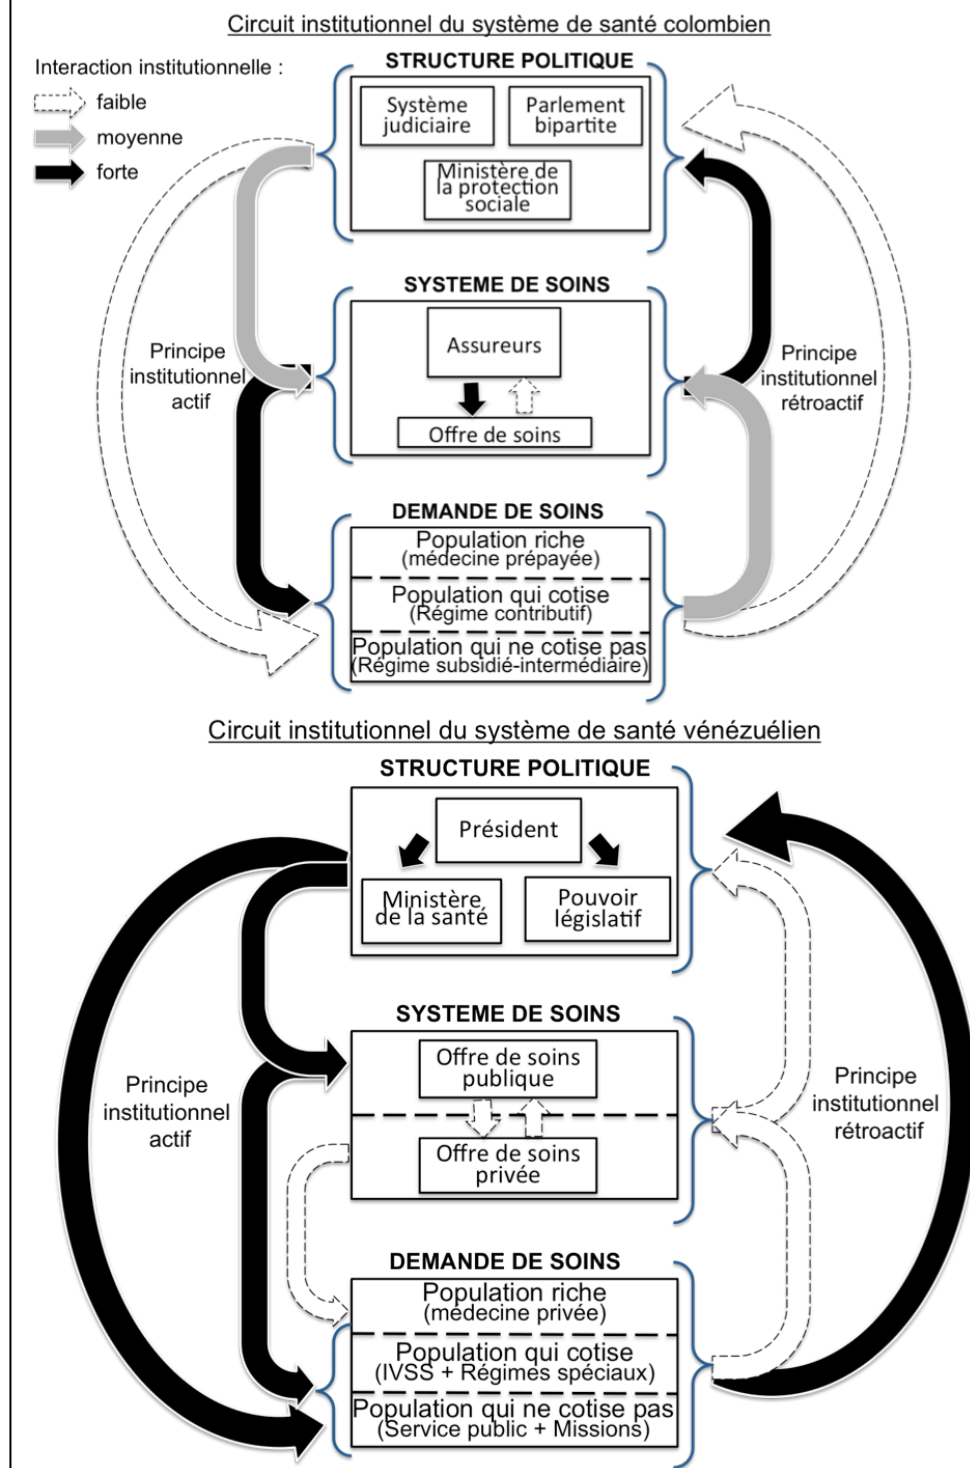 Circuit institutionnel du système de santé colombien
Interaction institutionnelle :
faible
moyenne
forte
STRUCTURE POLITIQUE
Système
judiciaire
Parlement
bipartite
Ministère de
la protection
sociale
SYSTEME DE SOINS
Assureurs
Offre de soins
Principe
institutionnel
actif
Principe
institutionnel
rétroactif
DEMANDE DE SOINS
Population riche
(médecine prépayée)
Population qui cotise
(Régime contributif)
Population qui ne cotise pas
(Régime subsidié-intermédiaire)
Circuit institutionnel du système de santé vénézuélien
STRUCTURE POLITIQUE
Président
Ministère
de la santé
Pouvoir
législatif
SYSTEME DE SOINS
Offre de soins
publique
Offre de soins
privée
Principe
institutionnel
actif
Principe
institutionnel
rétroactif
DEMANDE DE SOINS
Population riche
(médecine privée)
Population qui cotise
(IVSS + Régimes spéciaux)
Population qui ne cotise pas
(Service public + Missions)